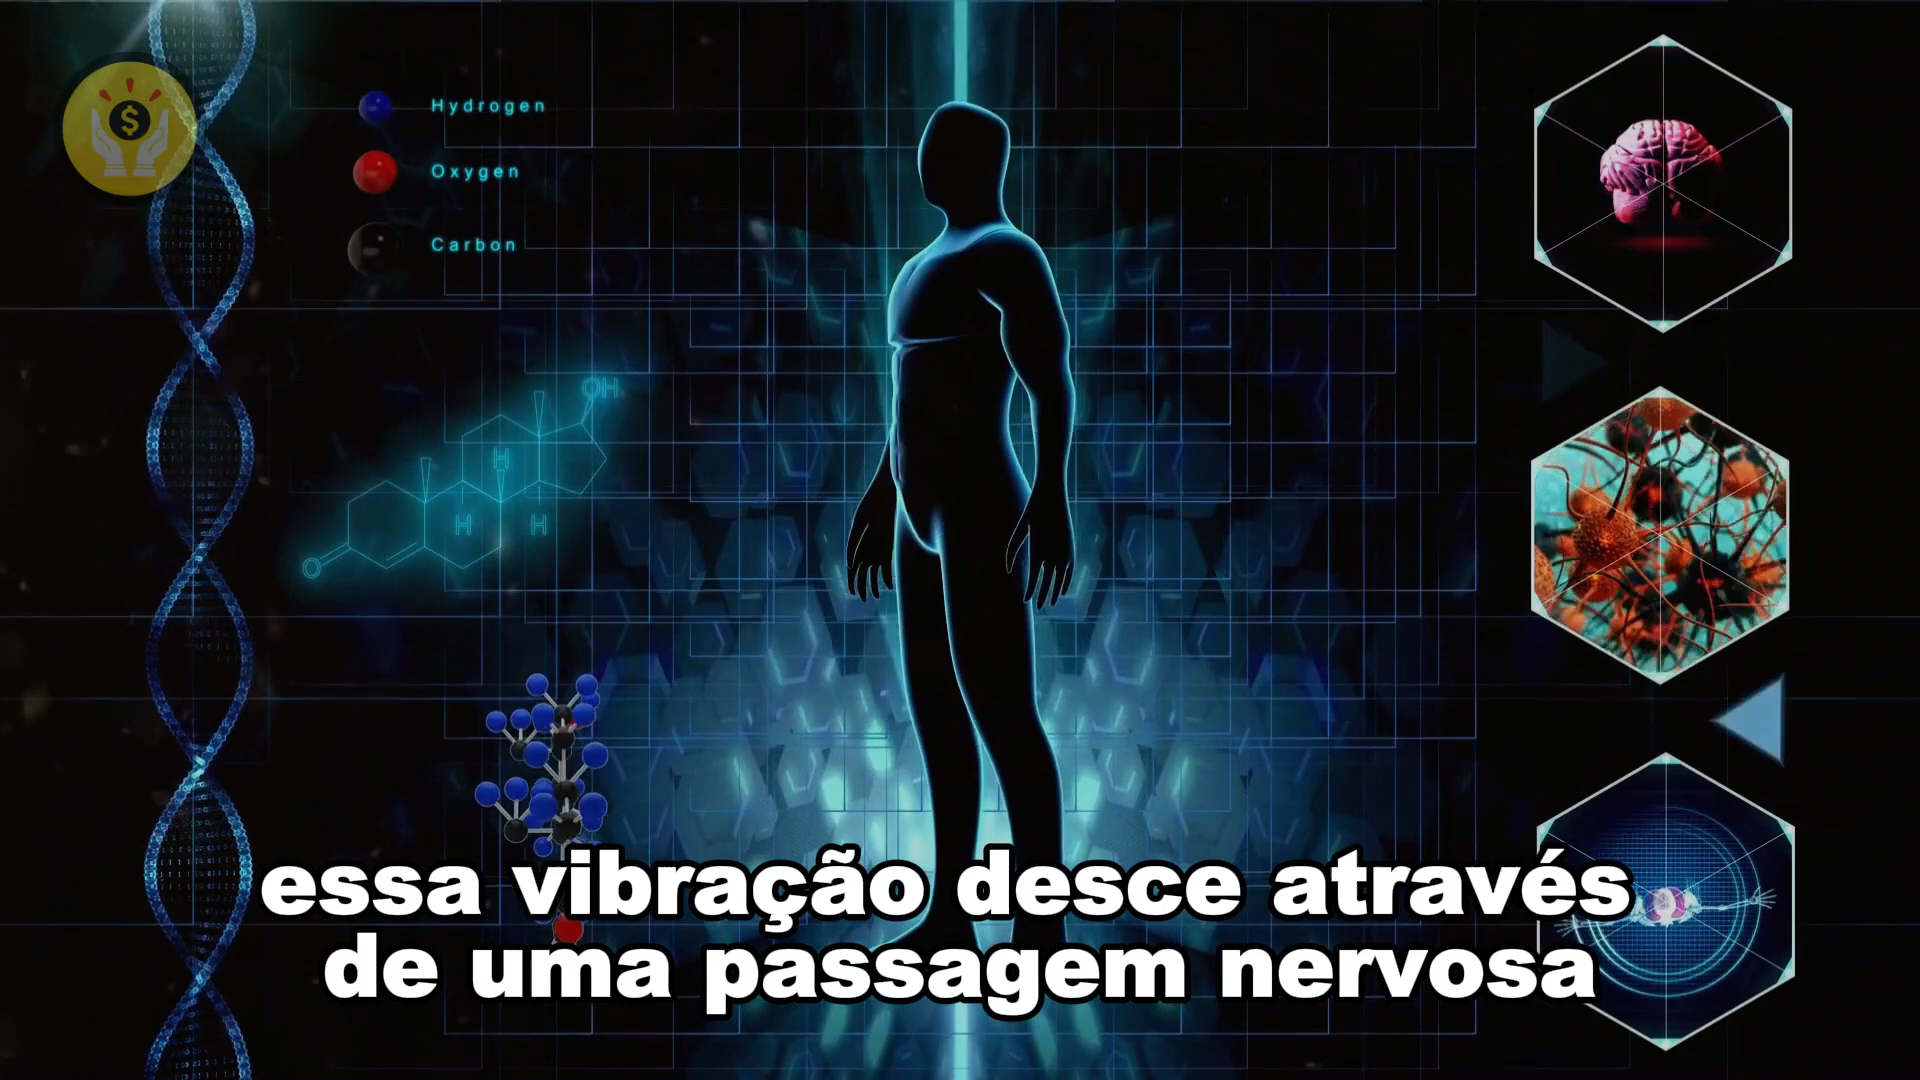 $
Hydrogen
Oxygen
Carbon
OH
H
H
H
O
essa vibração desce através
de uma passagem nervosa